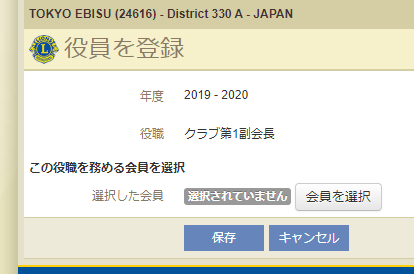 TOKYO EBISU (24616) - District 330 A - JAPAN
役員を登録
年度 2019 - 2020
役職 クラブ第1副会長
この役職を務める会員を選択
選択した会員 選択されていません 会員を選択
保存 キャンセル